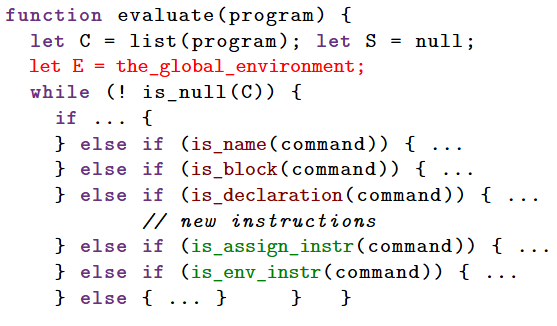 function evaluate(program) {
let C = list(program); let S = null;
let E = the_global_environment;
while (! is_null(C)) {
if ... {
} else if (is_name(command)) { ...
} else if (is_block(command)) { ...
} else if (is_declaration(command)) { ...
// new instructions
} else if (is_assign_instr(command)) { ...
} else if (is_env_instr(command)) { ...
} else { ... } } }